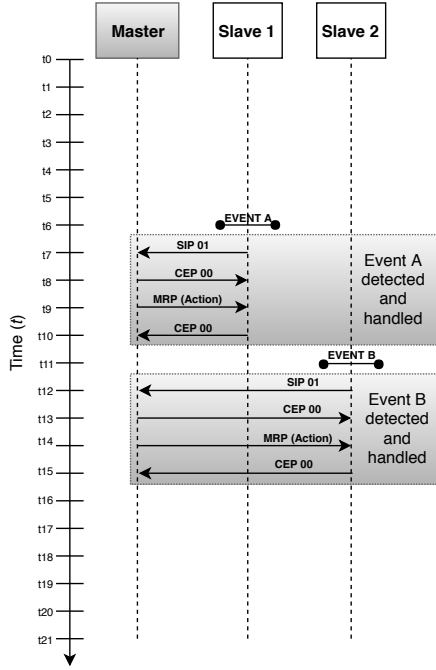 Master
Slave 1
Slave 2
t0
t1
t2
t3
t4
t5
t6
EVENT A
t7
SIP 01
Event A
detected
and
handled
t8
CEP 00
t9
MRP (Action)
t10
CEP 00
Time (t)
t11
EVENT B
t12
SIP 01
Event B
detected
and
handled
t13
CEP 00
t14
MRP (Action)
t15
CEP 00
t16
t17
t18
t19
t20
t21